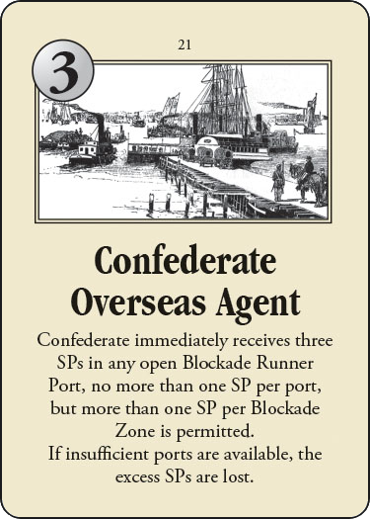 21
3
Confederate
Overseas Agent
Confederate immediately receives three
SPs in any open Blockade Runner
Port, no more than one SP per port,
but more than one SP per Blockade
Zone is permitted.
If insufficient ports are available, the
excess SPs are lost.